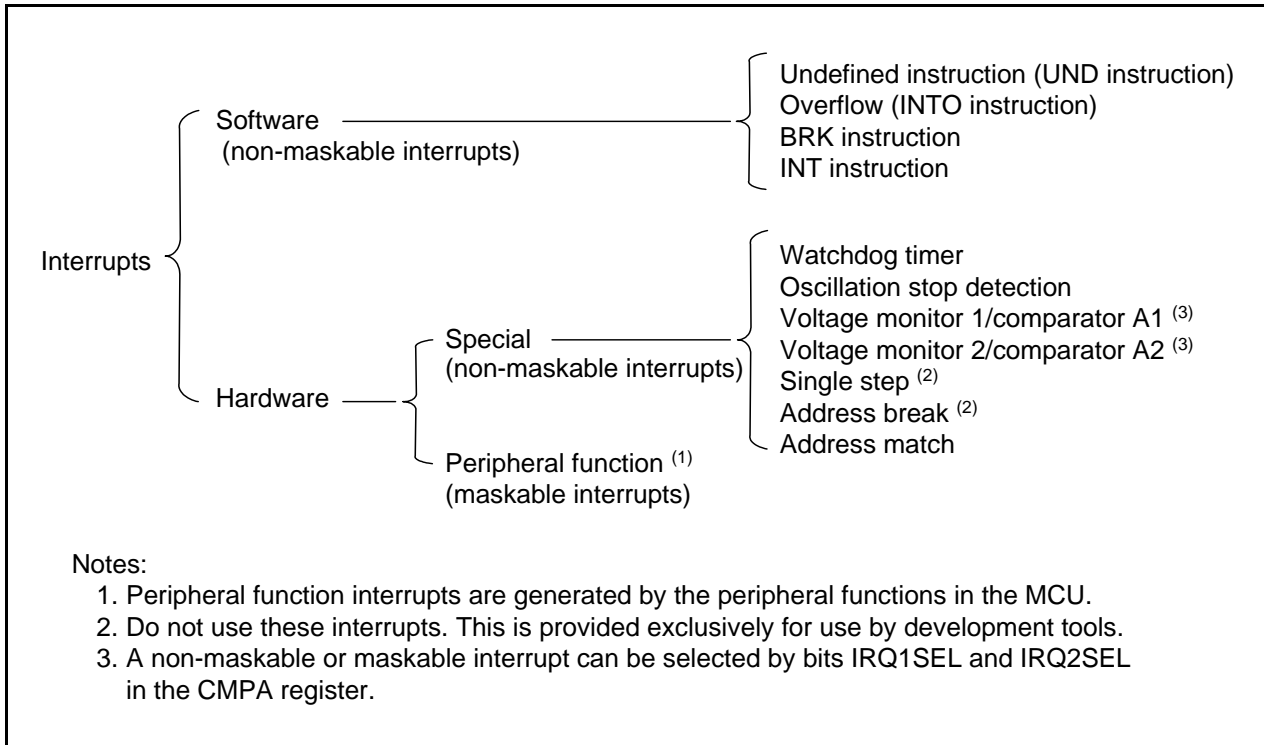 Interrupts
Software
(non-maskable interrupts)
Undefined instruction (UND instruction)
Overflow (INTO instruction)
BRK instruction
INT instruction
Hardware
Special
(non-maskable interrupts)
Watchdog timer
Oscillation stop detection
Voltage monitor 1/comparator A1 (3)
Voltage monitor 2/comparator A2 (3)
Single step (2)
Address break (2)
Address match
Peripheral function (1)
(maskable interrupts)
Notes:
1. Peripheral function interrupts are generated by the peripheral functions in the MCU.
2. Do not use these interrupts. This is provided exclusively for use by development tools.
3. A non-maskable or maskable interrupt can be selected by bits IRQ1SEL and IRQ2SEL
in the CMPA register.